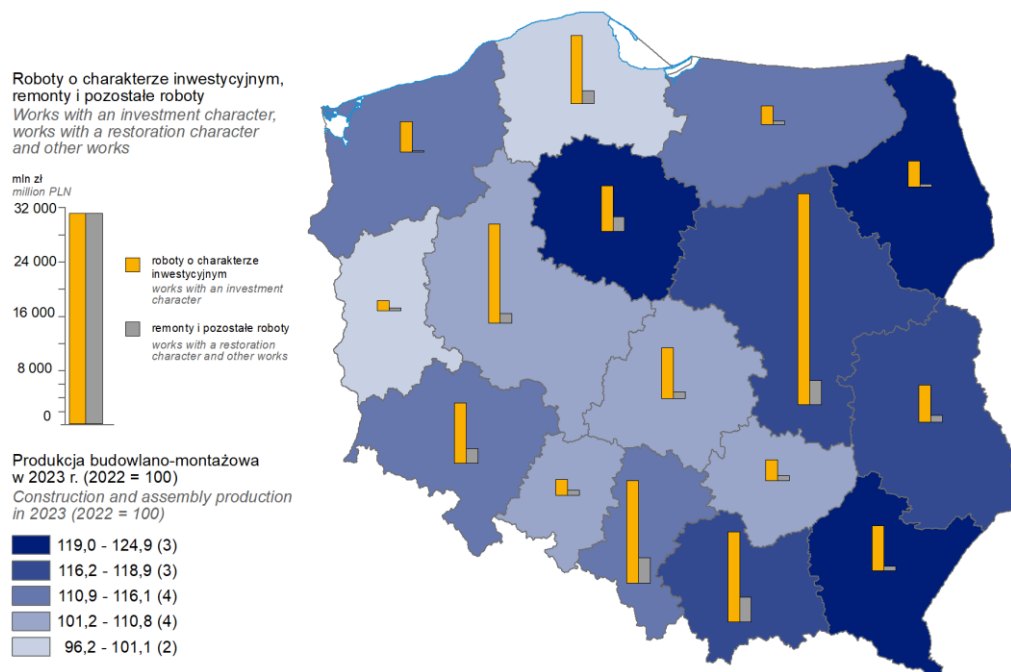 Roboty o charakterze inwestycyjnym,
remonty i pozostałe roboty
Works with an investment character,
works with a restoration character
and other works
mln zł
million PLN
32 000
24 000
16 000
8 000
0
roboty o charakterze
inwestycyjnym
works with an investment
character
remonty i pozostałe roboty
works with a restoration
character and other works
Produkcja budowlano-montażowa
w 2023 r. (2022 = 100)
Construction and assembly production
in 2023 (2022 = 100)
119,0 - 124,9 (3)
116,2 - 118,9 (3)
110,9 - 116,1 (4)
101,2 - 110,8 (4)
96,2 - 101,1 (2)